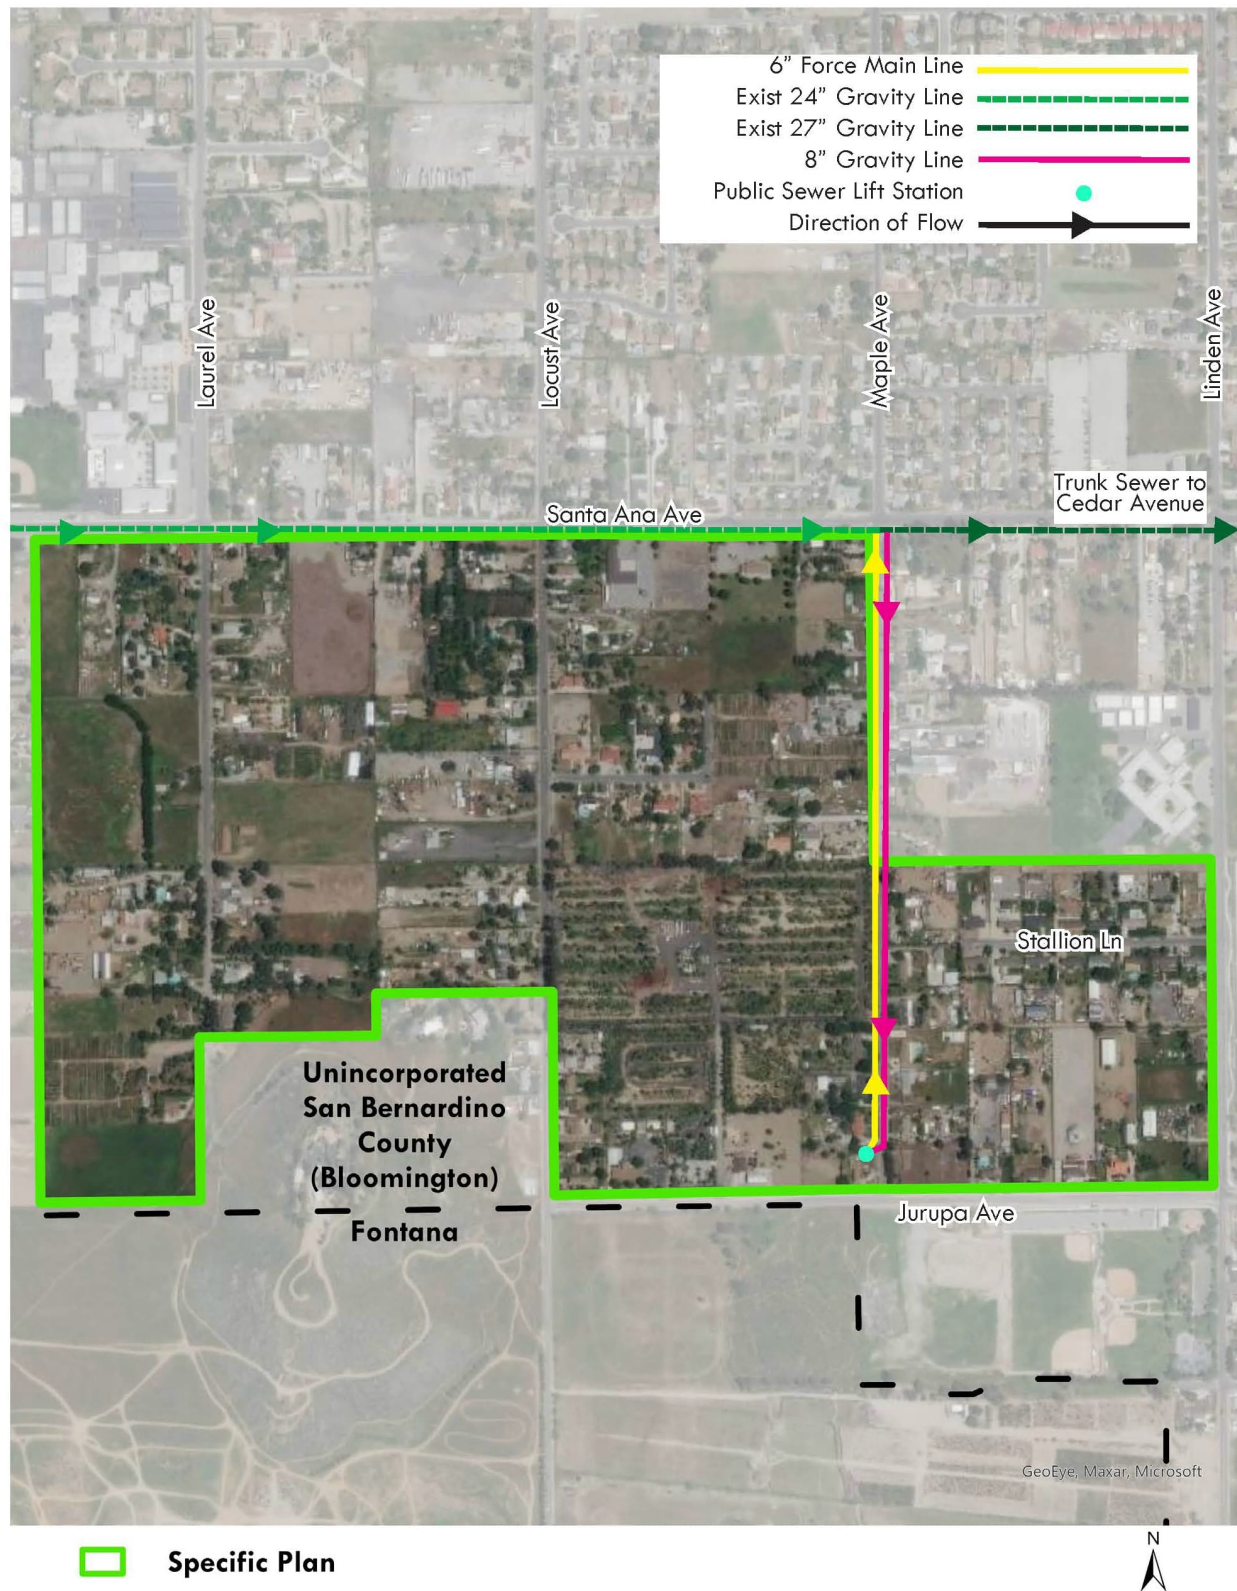 6” Force Main Line
Exist 24” Gravity Line
Exist 27” Gravity Line
8” Gravity Line
Public Sewer Lift Station
Direction of Flow
Laurel Ave
Locust Ave
Maple Ave
Linden Ave
Trunk Sewer to
Cedar Avenue
Santa Ana Ave
Stallion Ln
Unincorporated
San Bernardino
County
(Bloomington)
Fontana
Jurupa Ave
GeoEye, Maxar, Microsoft
Specific Plan
N